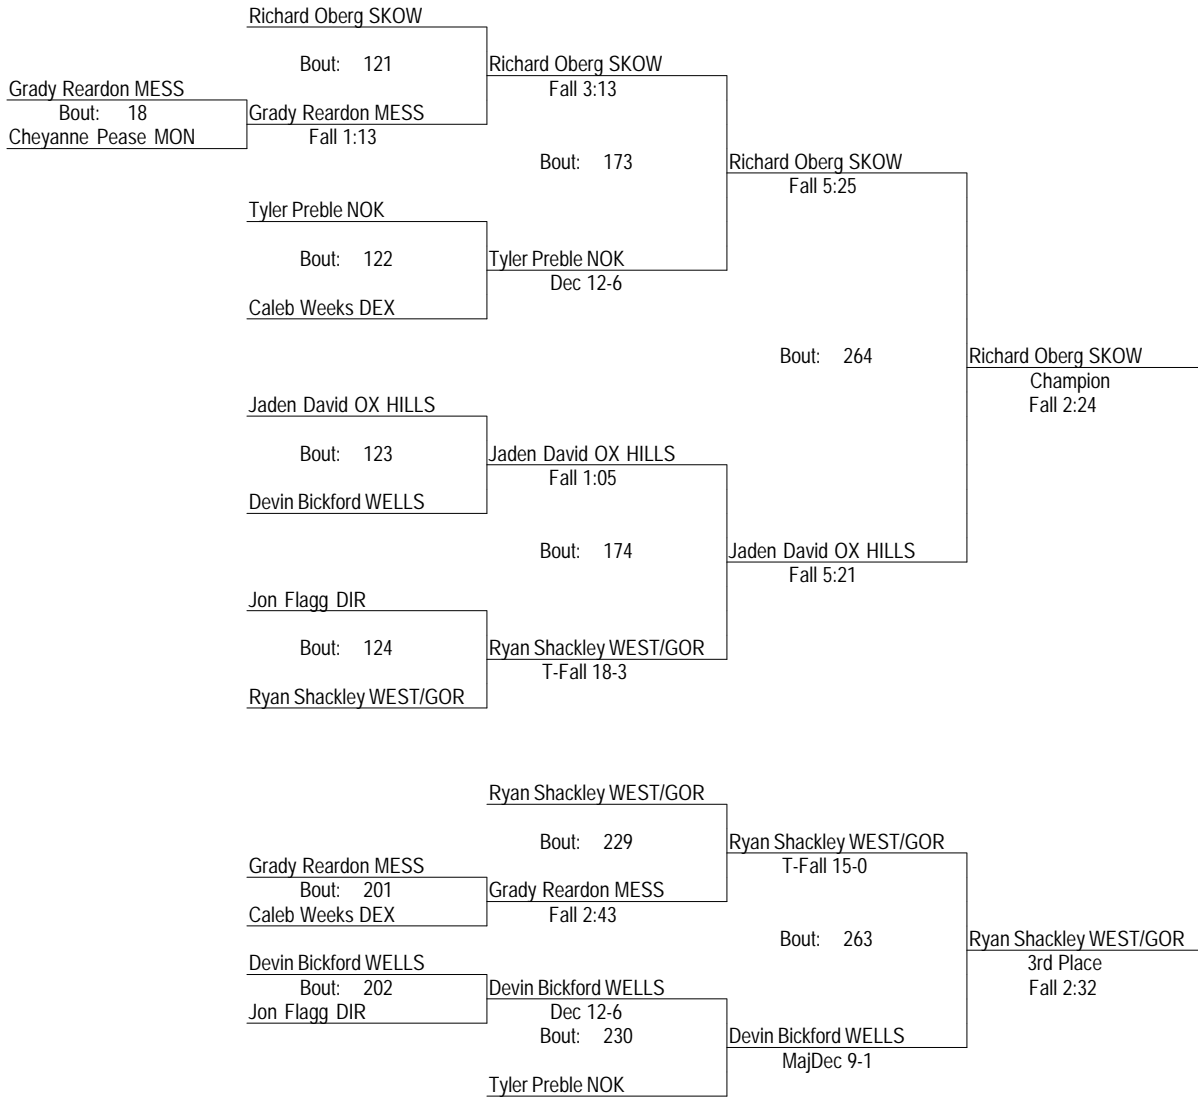 Richard Oberg SKOW
Bout: 121
Richard Oberg SKOW
Fall 3:13
Grady Reardon MESS
Bout: 18
Grady Reardon MESS
Cheyanne Pease MON
Fall 1:13
Bout: 173
Richard Oberg SKOW
Fall 5:25
Tyler Preble NOK
Bout: 122
Tyler Preble NOK
Dec 12-6
Caleb Weeks DEX
Bout: 264
Richard Oberg SKOW
Champion
Fall 2:24
Jaden David OX HILLS
Bout: 123
Jaden David OX HILLS
Fall 1:05
Devin Bickford WELLS
Bout: 174
Jaden David OX HILLS
Fall 5:21
Jon Flagg DIR
Bout: 124
Ryan Shackley WEST/GOR
T-Fall 18-3
Ryan Shackley WEST/GOR
Ryan Shackley WEST/GOR
Bout: 229
Ryan Shackley WEST/GOR
T-Fall 15-0
Grady Reardon MESS
Bout: 201
Grady Reardon MESS
Caleb Weeks DEX
Fall 2:43
Bout: 263
Ryan Shackley WEST/GOR
3rd Place
Fall 2:32
Devin Bickford WELLS
Bout: 202
Devin Bickford WELLS
Jon Flagg DIR
Dec 12-6
Bout: 230
Devin Bickford WELLS
MajDec 9-1
Tyler Preble NOK